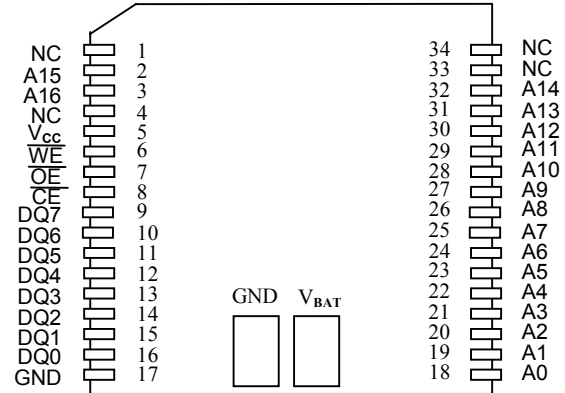 NC 1 34 NC
A15 2 33 NC
A16 3 32 A14
NC 4 31 A13
Vcc 5 30 A12
WE 6 29 A11
OE 7 28 A10
CE 8 27 A9
DQ7 9 26 A8
DQ6 10 25 A7
DQ5 11 24 A6
DQ4 12 23 A5
DQ3 13 GND VBAT 22 A4
DQ2 14 21 A3
DQ1 15 20 A2
DQ0 16 19 A1
GND 17 18 A0